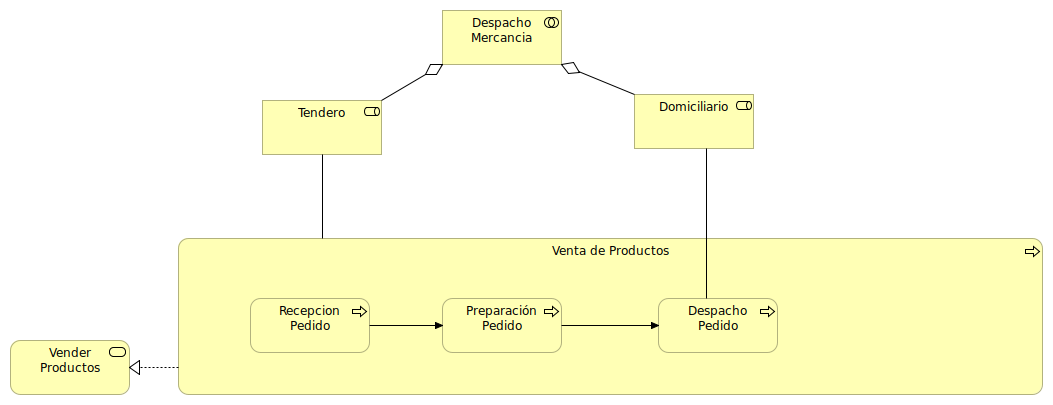 Despacho
Mercancia
Tendero
Domiciliario
Venta de Productos
Recepcion
Pedido
Preparación
Pedido
Despacho
Pedido
Vender
Productos